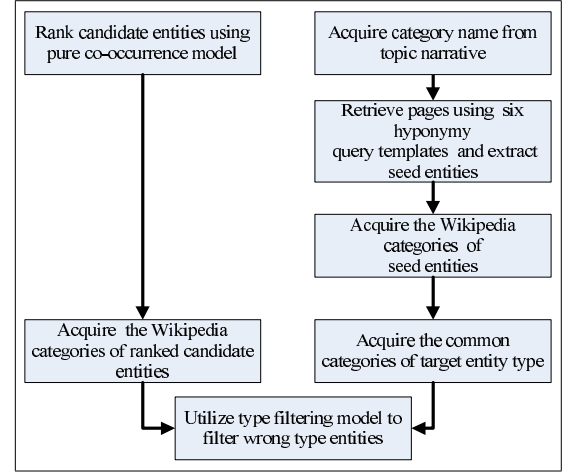 Rank candidate entities using
pure co-occurrence model
Acquire category name from
topic narrative
Retrieve pages using six
hyponymy
query templates and extract
seed entities
Acquire the Wikipedia
categories of
seed entities
Acquire the Wikipedia
categories of ranked candidate
entities
Acquire the common
categories of target entity type
Utilize type filtering model to
filter wrong type entities